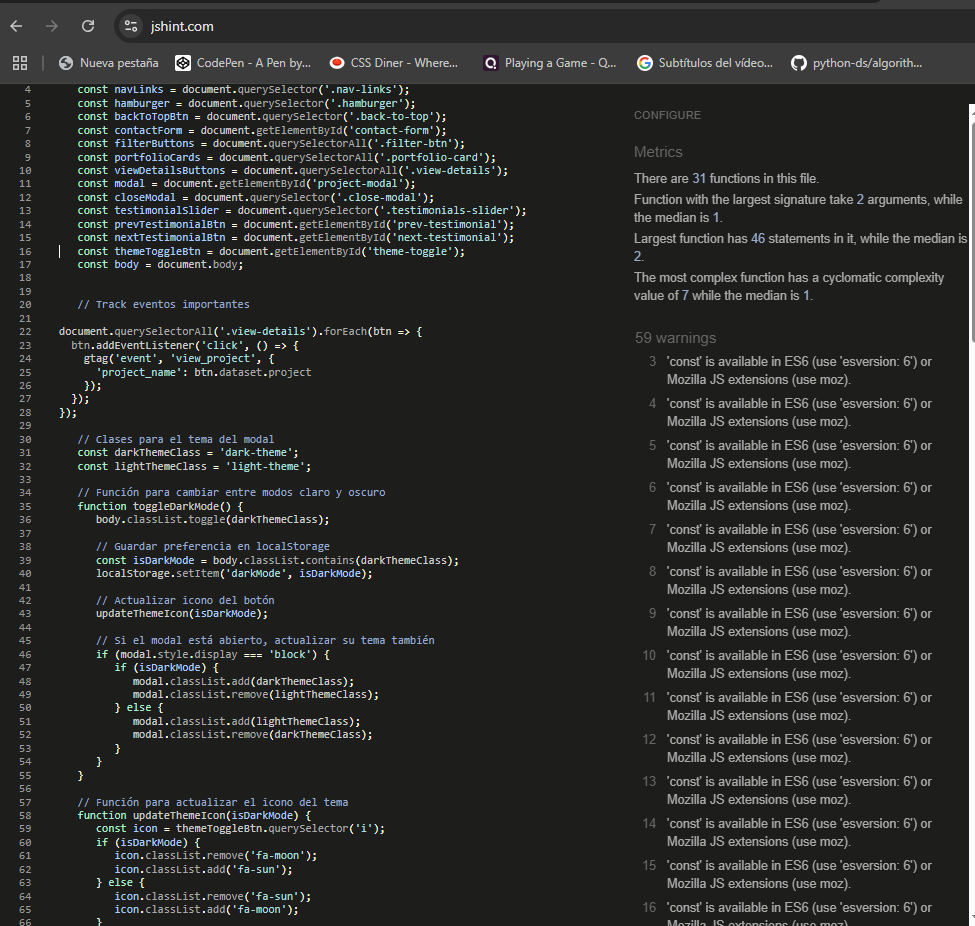 jshint.com
Nueva pestaña
CodePen - A Pen by...
CSS Diner - Where...
Playing a Game - Q...
Subtítulos del vídeo...
python-ds/algorith...
4 const navLinks = document.querySelector('.nav-links');
5 const hamburger = document.querySelector('.hamburger');
6 const backToTopBtn = document.querySelector('.back-to-top');
7 const contactForm = document.getElementById('contact-form');
8 const filterButtons = document.querySelectorAll('.filter-btn');
9 const portfolioCards = document.querySelectorAll('.portfolio-card');
10 const viewDetailsButtons = document.querySelectorAll('.view-details');
11 const modal = document.getElementById('project-modal');
12 const closeModal = document.querySelector('.close-modal');
13 const testimonialSlider = document.querySelector('.testimonials-slider');
14 const prevTestimonialBtn = document.getElementById('prev-testimonial');
15 const nextTestimonialBtn = document.getElementById('next-testimonial');
16 const themeToggleBtn = document.getElementById('theme-toggle');
17 const body = document.body;
18
19
20 // Track eventos importantes
21
22 document.querySelectorAll('.view-details').forEach(btn => {
23 btn.addEventListener('click', () => {
24 gtag('event', 'view_project', {
25 'project_name': btn.dataset.project
26 });
27 });
28 });
29
30 // Clases para el tema del modal
31 const darkThemeClass = 'dark-theme';
32 const lightThemeClass = 'light-theme';
33
34 // Función para cambiar entre modos claro y oscuro
35 function toggleDarkMode() {
36 body.classList.toggle(darkThemeClass);
37
38 // Guardar preferencia en localStorage
39 const isDarkMode = body.classList.contains(darkThemeClass);
40 localStorage.setItem('darkMode', isDarkMode);
41
42 // Actualizar icono del botón
43 updateThemeIcon(isDarkMode);
44
45 // Si el modal está abierto, actualizar su tema también
46 if (modal.style.display === 'block') {
47 if (isDarkMode) {
48 modal.classList.add(darkThemeClass);
49 modal.classList.remove(lightThemeClass);
50 } else {
51 modal.classList.add(lightThemeClass);
52 modal.classList.remove(darkThemeClass);
53 }
54 }
55 }
56
57 // Función para actualizar el icono del tema
58 function updateThemeIcon(isDarkMode) {
59 const icon = themeToggleBtn.querySelector('i');
60 if (isDarkMode) {
61 icon.classList.remove('fa-moon');
62 icon.classList.add('fa-sun');
63 } else {
64 icon.classList.remove('fa-sun');
65 icon.classList.add('fa-moon');
66 }
CONFIGURE
Metrics
There are 31 functions in this file.
Function with the largest signature take 2 arguments, while
the median is 1.
Largest function has 46 statements in it, while the median is
2.
The most complex function has a cyclomatic complexity
value of 7 while the median is 1.
59 warnings
3 'const' is available in ES6 (use 'esversion: 6') or
Mozilla JS extensions (use moz).
4 'const' is available in ES6 (use 'esversion: 6') or
Mozilla JS extensions (use moz).
5 'const' is available in ES6 (use 'esversion: 6') or
Mozilla JS extensions (use moz).
6 'const' is available in ES6 (use 'esversion: 6') or
Mozilla JS extensions (use moz).
7 'const' is available in ES6 (use 'esversion: 6') or
Mozilla JS extensions (use moz).
8 'const' is available in ES6 (use 'esversion: 6') or
Mozilla JS extensions (use moz).
9 'const' is available in ES6 (use 'esversion: 6') or
Mozilla JS extensions (use moz).
10 'const' is available in ES6 (use 'esversion: 6') or
Mozilla JS extensions (use moz).
11 'const' is available in ES6 (use 'esversion: 6') or
Mozilla JS extensions (use moz).
12 'const' is available in ES6 (use 'esversion: 6') or
Mozilla JS extensions (use moz).
13 'const' is available in ES6 (use 'esversion: 6') or
Mozilla JS extensions (use moz).
14 'const' is available in ES6 (use 'esversion: 6') or
Mozilla JS extensions (use moz).
15 'const' is available in ES6 (use 'esversion: 6') or
Mozilla JS extensions (use moz).
16 'const' is available in ES6 (use 'esversion: 6') or
Mozilla JS extensions (use moz).